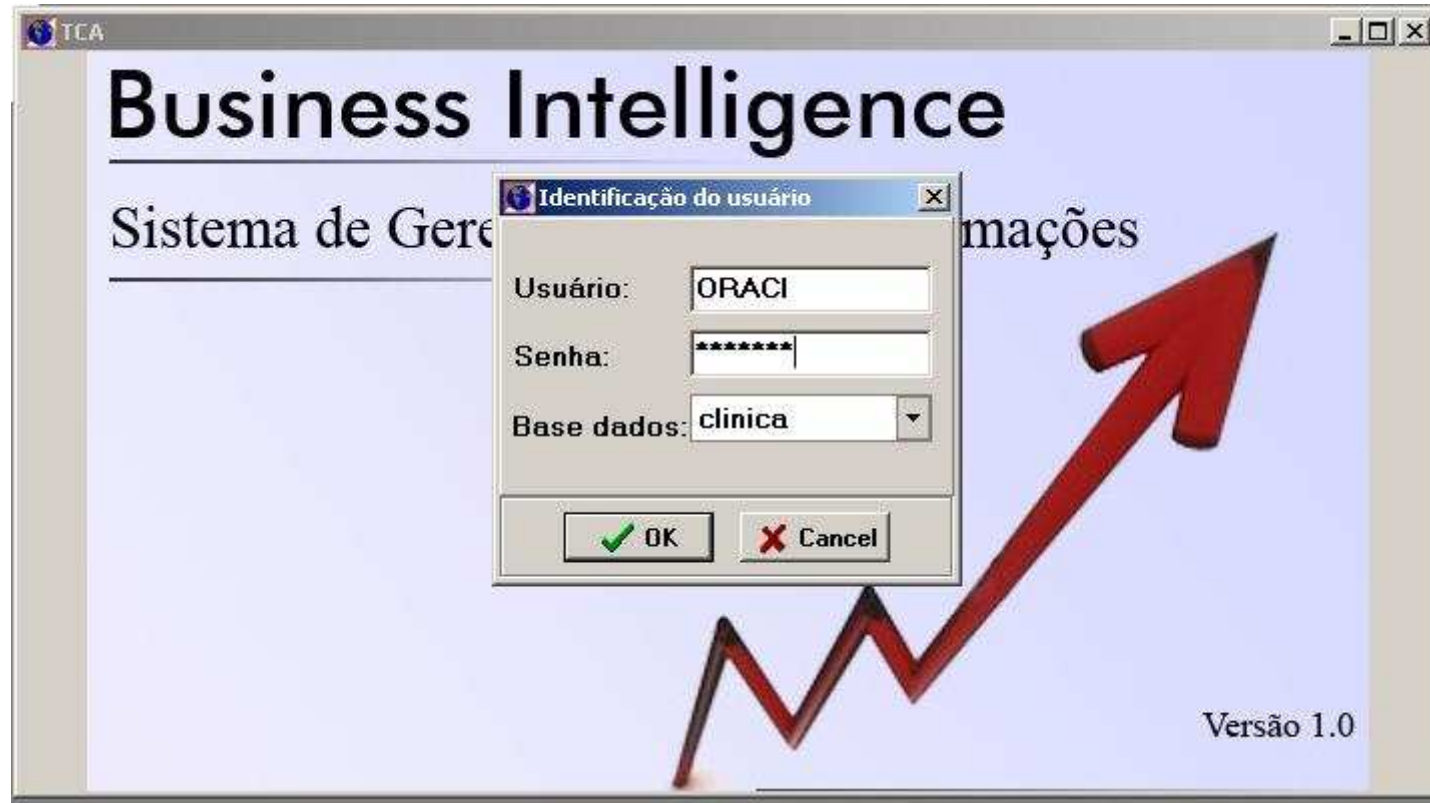 TCA
Business Intelligence
Sistema de Gere
mações
Identificação do usuário
Usuário: ORACI
Senha: *******
Base dados: clinica
OK Cancel
Versão 1.0